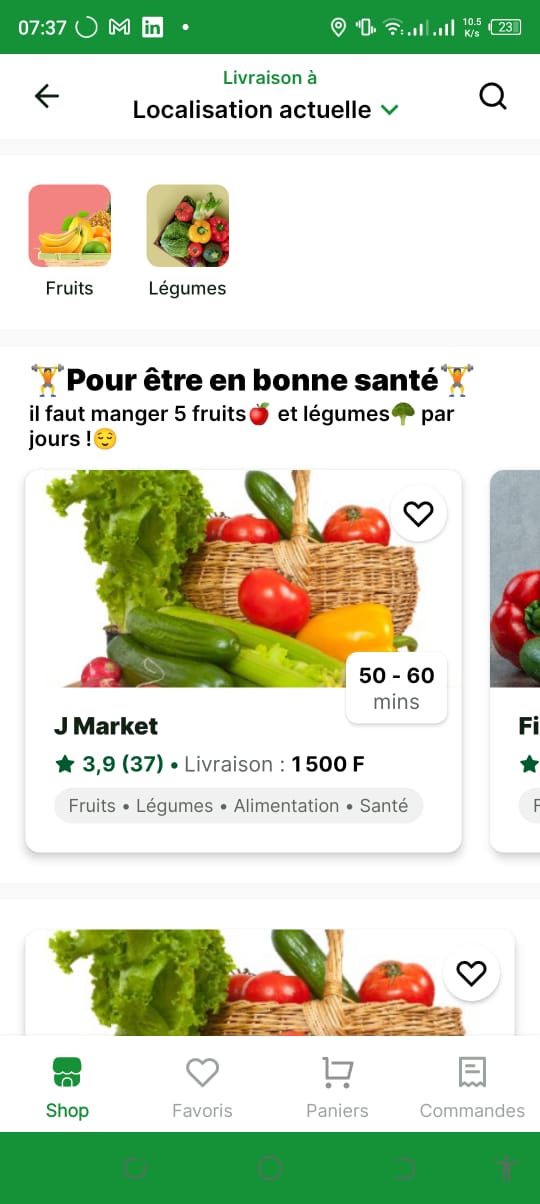 07:37
10.5
K/s
23
Livraison à
Localisation actuelle
Fruits
Légumes
🏋️Pour être en bonne santé🏋️
il faut manger 5 fruits🍎 et légumes🥦 par
jours !😌
50 - 60
mins
J Market
Fi
3,9 (37) • Livraison : 1 500 F
Fruits • Légumes • Alimentation • Santé
F
Shop
Favoris
Paniers
Commandes